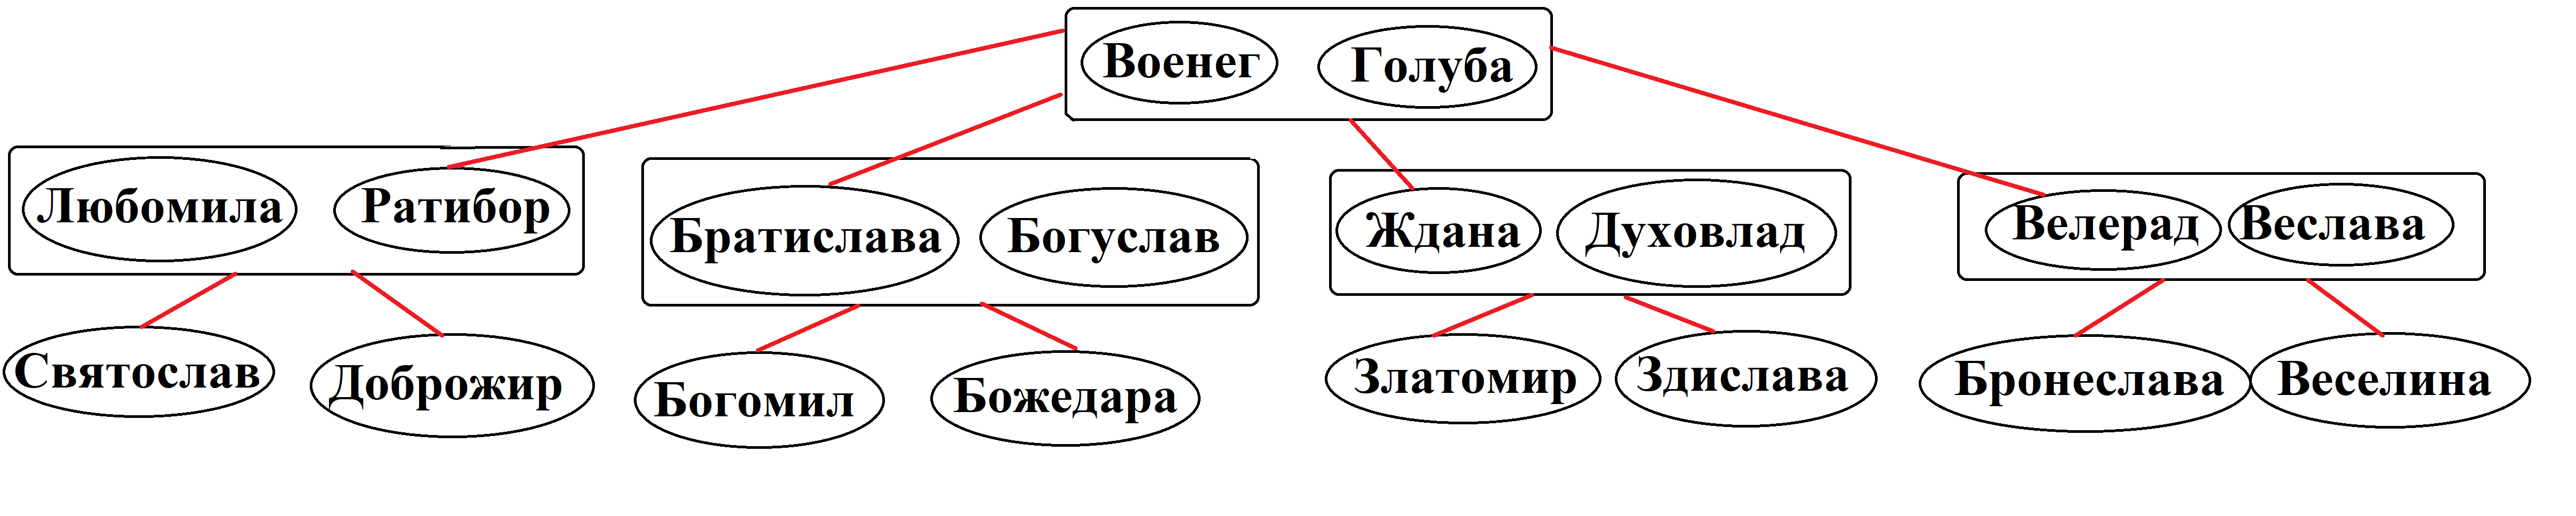 Военег Голуба
Любомила Ратибор Братислава Богуслав Ждана Духовлад Велерад Веслава
Святослав Доброжир Богомил Божедара Златомир Здислава Бронеслава Веселина